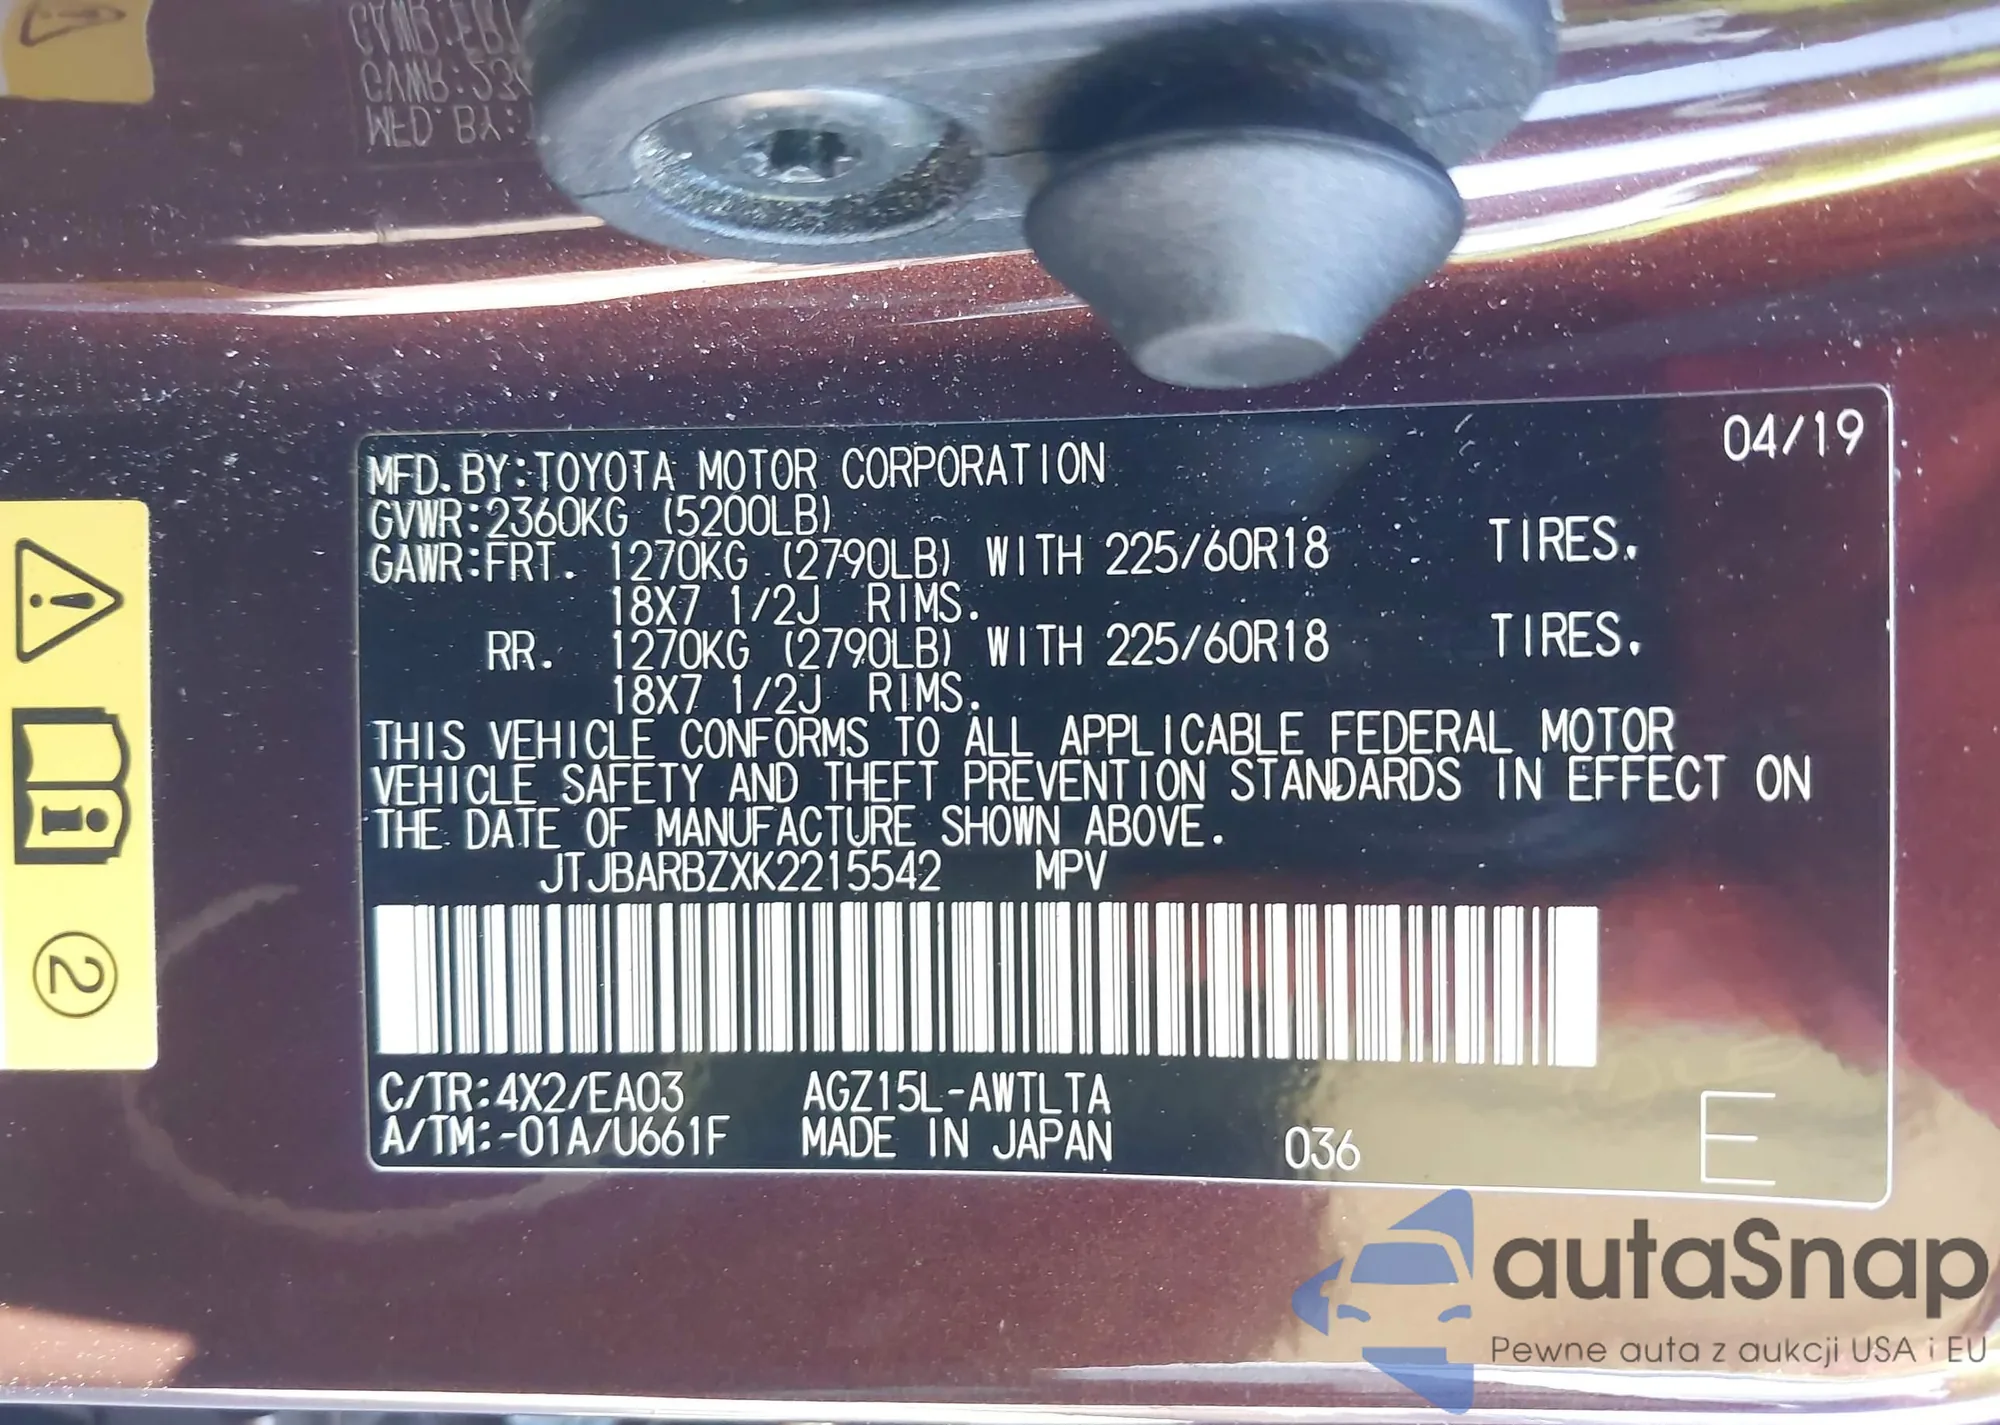 04/19
MFD.BY:TOYOTA MOTOR CORPORATION
GVWR:2360KG (5200LB)
GAWR:FRT. 1270KG (2790LB) WITH 225/60R18 TIRES.
18X7 1/2J RIMS.
RR. 1270KG (2790LB) WITH 225/60R18 TIRES.
18X7 1/2J RIMS.
THIS VEHICLE CONFORMS TO ALL APPLICABLE FEDERAL MOTOR
VEHICLE SAFETY AND THEFT PREVENTION STANDARDS IN EFFECT ON
THE DATE OF MANUFACTURE SHOWN ABOVE.
JTJBARBZXK2215542 MPV
C/TR:4X2/EA03 AGZ15L-AWTLTA
A/TM:-01A/U661F MADE IN JAPAN 036 E
2
autaSnap
Pewne auta z aukcji USA i EU